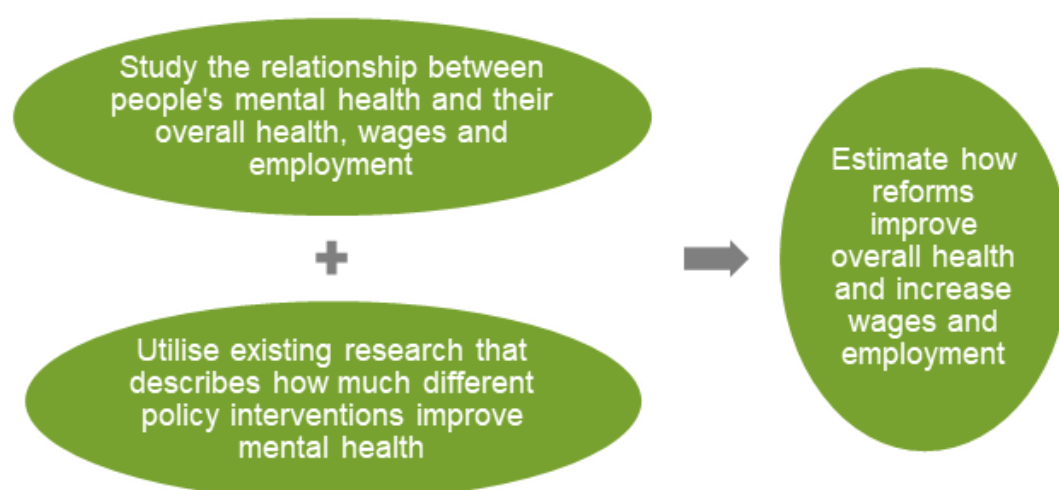 Study the relationship between
people's mental health and their
overall health, wages and
employment
+
Utilise existing research that
describes how much different
policy interventions improve
mental health
Estimate how
reforms
improve
overall health
and increase
wages and
employment